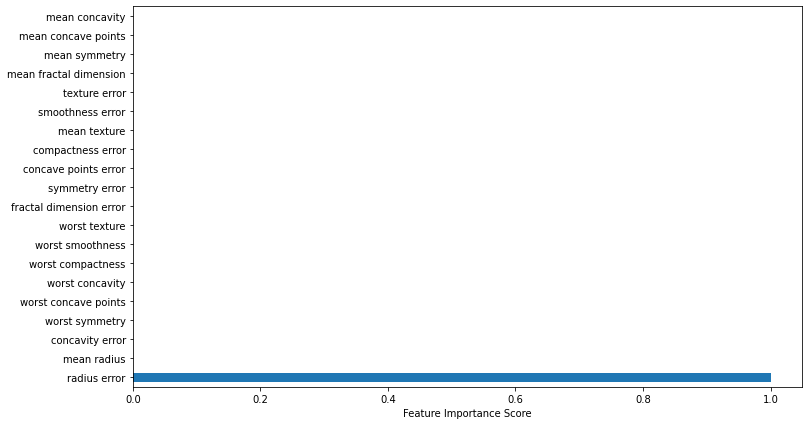 mean concavity
mean concave points
mean symmetry
mean fractal dimension
texture error
smoothness error
mean texture
compactness error
concave points error
symmetry error
fractal dimension error
worst texture
worst smoothness
worst compactness
worst concavity
worst concave points
worst symmetry
concavity error
mean radius
radius error
0.0 0.2 0.4 0.6 0.8 1.0
Feature Importance Score